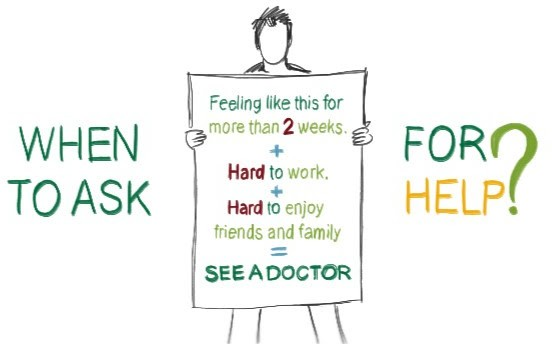 WHEN
TO ASK
Feeling like this for
more than 2 weeks.
+
Hard to work.
+
Hard to enjoy
friends and family
=
SEE A DOCTOR
FOR
HELP?